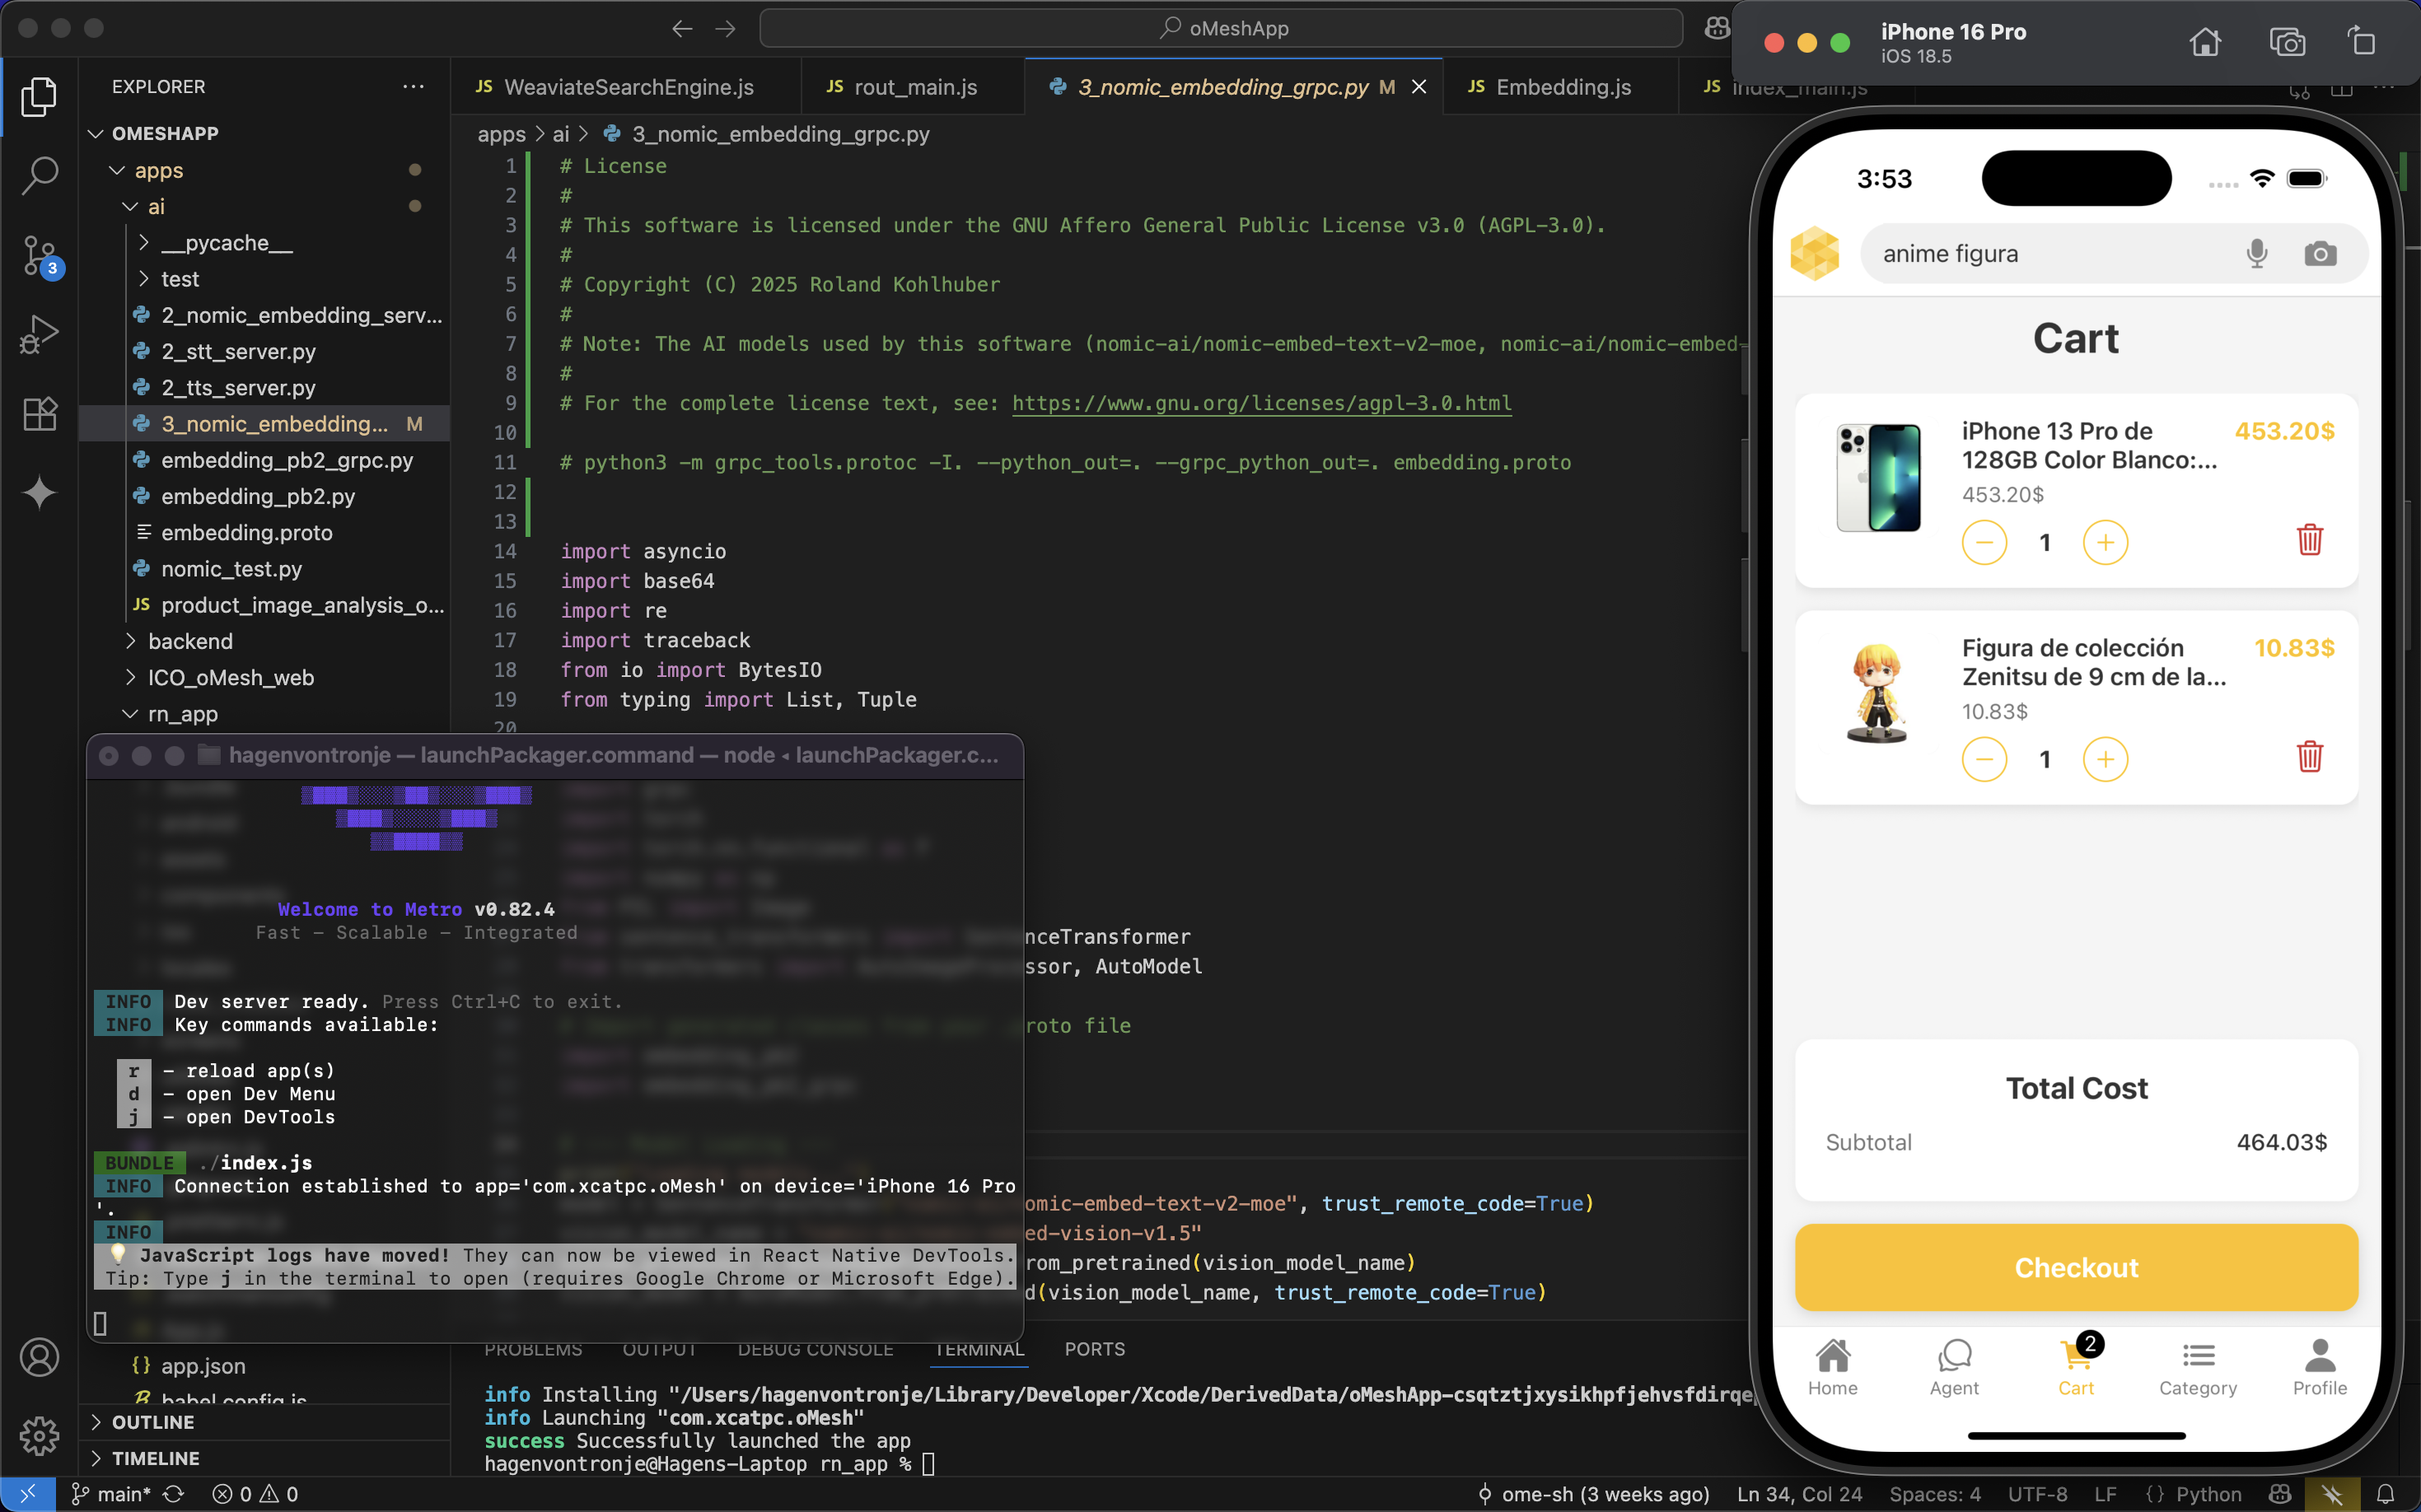 oMeshApp
EXPLORER
OMESHAPP
apps
ai
__pycache__
test
2_nomic_embedding_serv...
2_stt_server.py
2_tts_server.py
3_nomic_embedding... M
embedding_pb2_grpc.py
embedding_pb2.py
embedding.proto
nomic_test.py
JS product_image_analysis_o...
backend
ICO_oMesh_web
rn_app
{} app.json
babel.config.js
OUTLINE
TIMELINE
3
JS WeaviateSearchEngine.js
JS rout_main.js
3_nomic_embedding_grpc.py M
JS Embedding.js
JS index_main.js
apps > ai > 3_nomic_embedding_grpc.py
1 # License
2 #
3 # This software is licensed under the GNU Affero General Public License v3.0 (AGPL-3.0).
4 #
5 # Copyright (C) 2025 Roland Kohlhuber
6 #
7 # Note: The AI models used by this software (nomic-ai/nomic-embed-text-v2-moe, nomic-ai/nomic-embed-
8 #
9 # For the complete license text, see: https://www.gnu.org/licenses/agpl-3.0.html
10
11 # python3 -m grpc_tools.protoc -I. --python_out=. --grpc_python_out=. embedding.proto
12
13
14 import asyncio
15 import base64
16 import re
17 import traceback
18 from io import BytesIO
19 from typing import List, Tuple
20
nceTransformer
ssor, AutoModel
roto file
omic-embed-text-v2-moe", trust_remote_code=True)
ed-vision-v1.5"
rom_pretrained(vision_model_name)
d(vision_model_name, trust_remote_code=True)
hagenvontronje — launchPackager.command — node ◂ launchPackager.c...
Welcome to Metro v0.82.4
Fast - Scalable - Integrated
INFO Dev server ready. Press Ctrl+C to exit.
INFO Key commands available:
r - reload app(s)
d - open Dev Menu
j - open DevTools
BUNDLE ./index.js
INFO Connection established to app='com.xcatpc.oMesh' on device='iPhone 16 Pro
'.
INFO
💡 JavaScript logs have moved! They can now be viewed in React Native DevTools.
Tip: Type j in the terminal to open (requires Google Chrome or Microsoft Edge).
PROBLEMS OUTPUT DEBUG CONSOLE TERMINAL PORTS
info Installing "/Users/hagenvontronje/Library/Developer/Xcode/DerivedData/oMeshApp-csqtztjxysikhpfjehvsfdirqep
info Launching "com.xcatpc.oMesh"
success Successfully launched the app
hagenvontronje@Hagens-Laptop rn_app %
main* 0 0
ome-sh (3 weeks ago) Ln 34, Col 24 Spaces: 4 UTF-8 LF {} Python
iPhone 16 Pro
iOS 18.5
3:53
anime figura
Cart
iPhone 13 Pro de 453.20$
128GB Color Blanco:...
453.20$
1
Figura de colección 10.83$
Zenitsu de 9 cm de la...
10.83$
1
Total Cost
Subtotal 464.03$
Checkout
2
Home Agent Cart Category Profile